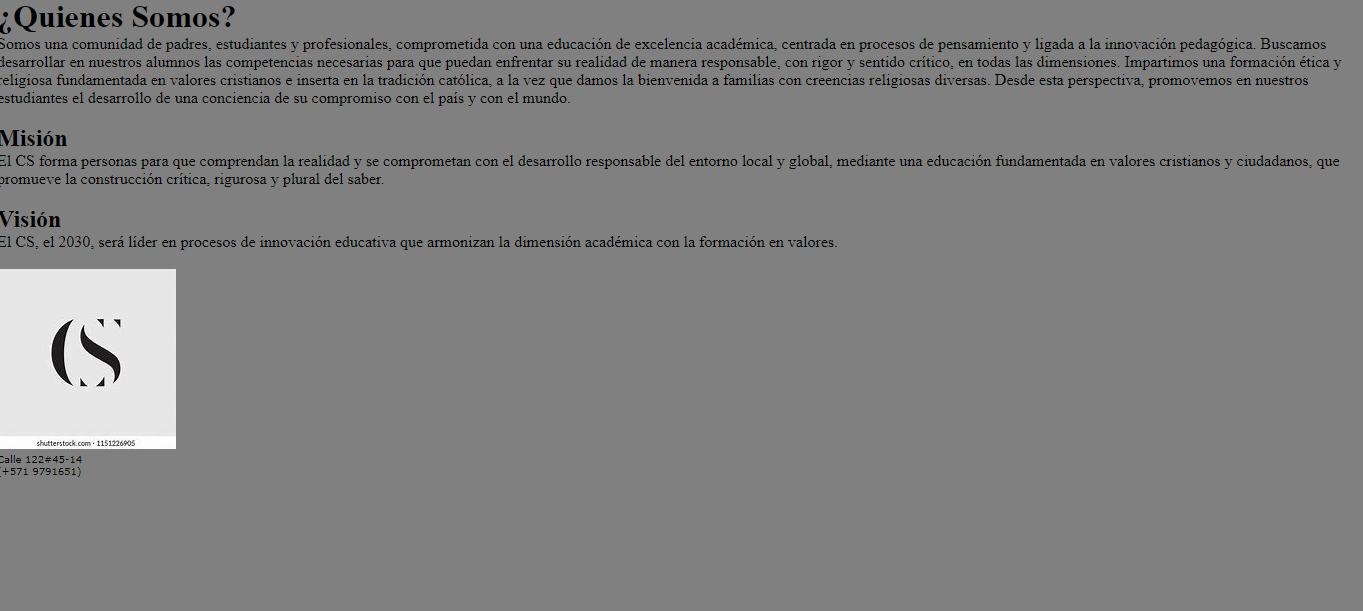 ¿Quienes Somos?
Somos una comunidad de padres, estudiantes y profesionales, comprometida con una educación de excelencia académica, centrada en procesos de pensamiento y ligada a la innovación pedagógica. Buscamos
desarrollar en nuestros alumnos las competencias necesarias para que puedan enfrentar su realidad de manera responsable, con rigor y sentido crítico, en todas las dimensiones. Impartimos una formación ética y
religiosa fundamentada en valores cristianos e inserta en la tradición católica, a la vez que damos la bienvenida a familias con creencias religiosas diversas. Desde esta perspectiva, promovemos en nuestros
estudiantes el desarrollo de una conciencia de su compromiso con el país y con el mundo.
Misión
El CS forma personas para que comprendan la realidad y se comprometan con el desarrollo responsable del entorno local y global, mediante una educación fundamentada en valores cristianos y ciudadanos, que
promueve la construcción crítica, rigurosa y plural del saber.
Visión
El CS, el 2030, será líder en procesos de innovación educativa que armonizan la dimensión académica con la formación en valores.
CS
shutterstock.com · 1151226905
Calle 122#45-14
(+571 9791651)